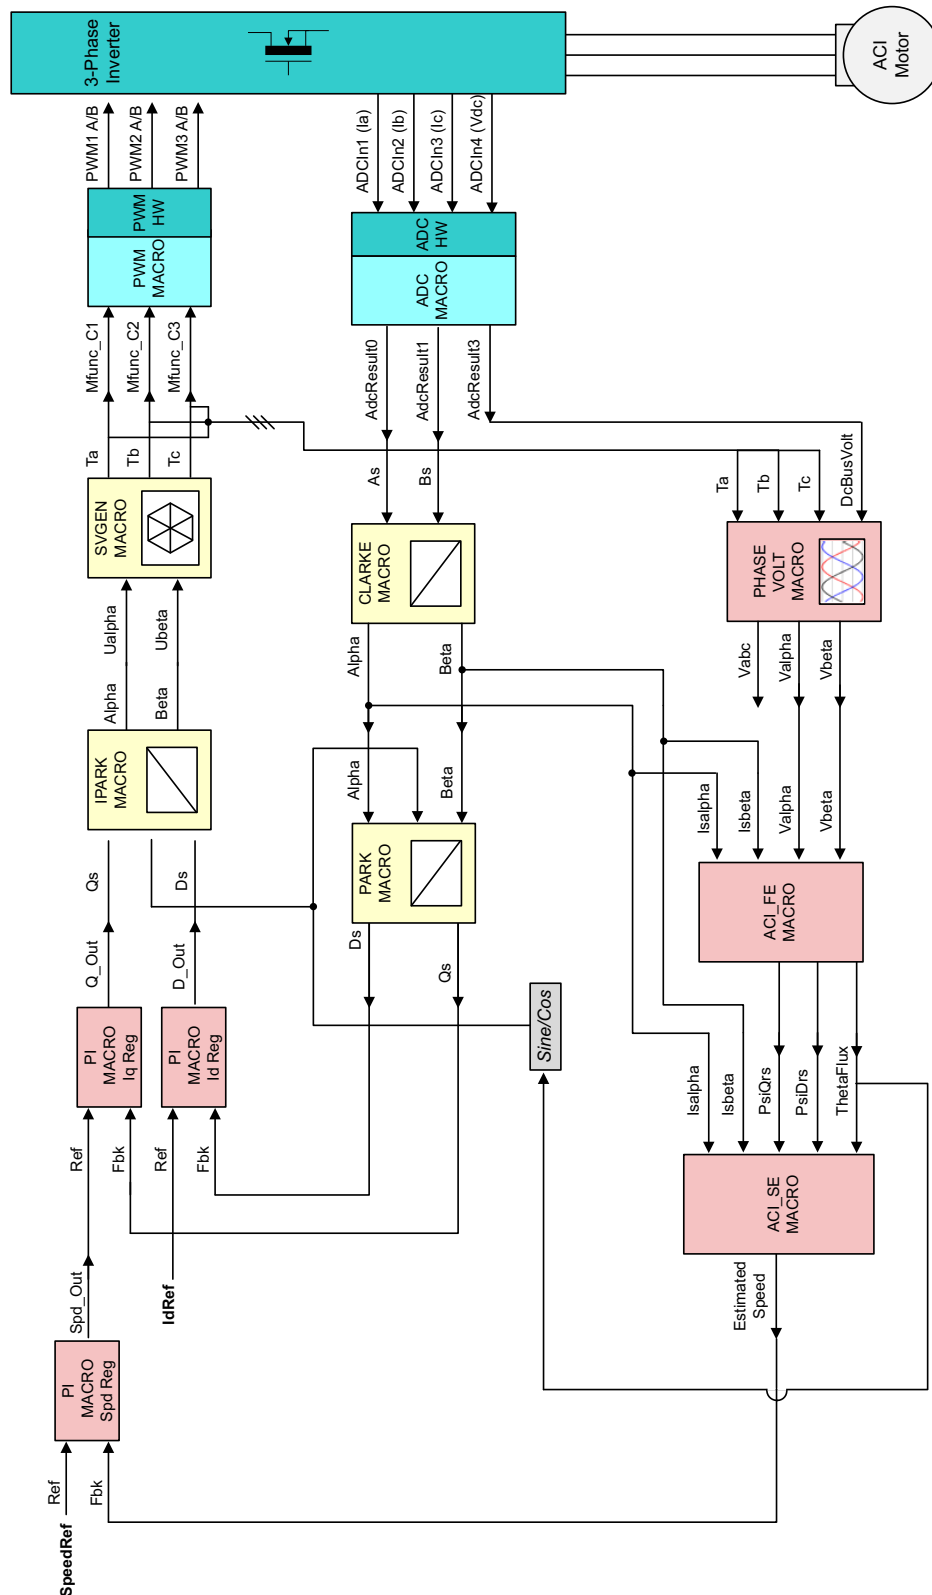 SpeedRef
Ref
Fbk
PI
MACRO
Spd Reg
Spd_Out
Ref
Fbk
PI
MACRO
Iq Reg
Q_Out
Qs
IdRef
Ref
Fbk
PI
MACRO
Id Reg
D_Out
Ds
IPARK
MACRO
Alpha
Beta
Ualpha
Ubeta
SVGEN
MACRO
Ta
Tb
Tc
Mfunc_C1
Mfunc_C2
Mfunc_C3
PWM
MACRO
PWM
HW
PWM1 A/B
PWM2 A/B
PWM3 A/B
3-Phase
Inverter
Ds
Qs
PARK
MACRO
Alpha
Beta
Alpha
Beta
CLARKE
MACRO
As
Bs
AdcResult0
AdcResult1
AdcResult3
ADC
MACRO
ADC
HW
ADCIn1 (Ia)
ADCIn2 (Ib)
ADCIn3 (Ic)
ADCIn4 (Vdc)
Sine/Cos
Estimated
Speed
ACI_SE
MACRO
Isalpha
Isbeta
PsiQrs
PsiDrs
ThetaFlux
ACI_FE
MACRO
Isalpha
Isbeta
Valpha
Vbeta
Vabc
Valpha
Vbeta
PHASE
VOLT
MACRO
Ta
Tb
Tc
DcBusVolt
ACI
Motor